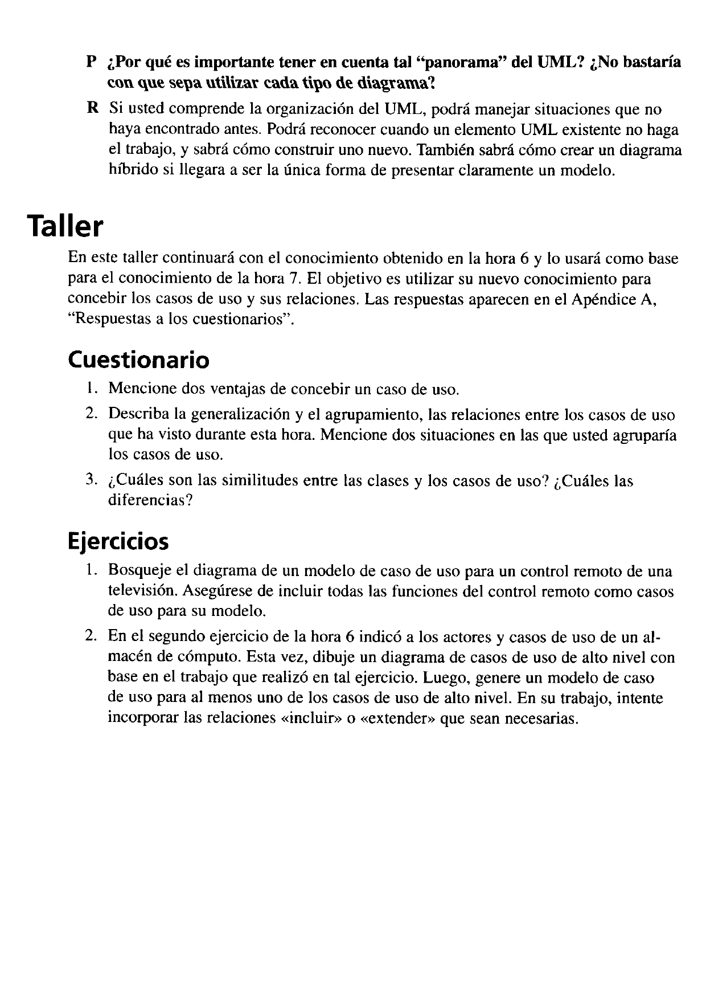 P ¿Por qué es importante tener en cuenta tal “panorama” del UML? ¿No bastaría
con que sepa utilizar cada tipo de diagrama?
R Si usted comprende la organización del UML, podrá manejar situaciones que no
haya encontrado antes. Podrá reconocer cuando un elemento UML existente no haga
el trabajo, y sabrá cómo construir uno nuevo. También sabrá cómo crear un diagrama
híbrido si llegara a ser la única forma de presentar claramente un modelo.
Taller
En este taller continuará con el conocimiento obtenido en la hora 6 y lo usará como base
para el conocimiento de la hora 7. El objetivo es utilizar su nuevo conocimiento para
concebir los casos de uso y sus relaciones. Las respuestas aparecen en el Apéndice A,
“Respuestas a los cuestionarios”.
Cuestionario
1. Mencione dos ventajas de concebir un caso de uso.
2. Describa la generalización y el agrupamiento, las relaciones entre los casos de uso
que ha visto durante esta hora. Mencione dos situaciones en las que usted agruparía
los casos de uso.
3. ¿Cuáles son las similitudes entre las clases y los casos de uso? ¿Cuáles las
diferencias?
Ejercicios
1. Bosqueje el diagrama de un modelo de caso de uso para un control remoto de una
televisión. Asegúrese de incluir todas las funciones del control remoto como casos
de uso para su modelo.
2. En el segundo ejercicio de la hora 6 indicó a los actores y casos de uso de un al-
macén de cómputo. Esta vez, dibuje un diagrama de casos de uso de alto nivel con
base en el trabajo que realizó en tal ejercicio. Luego, genere un modelo de caso
de uso para al menos uno de los casos de uso de alto nivel. En su trabajo, intente
incorporar las relaciones «incluir» o «extender» que sean necesarias.